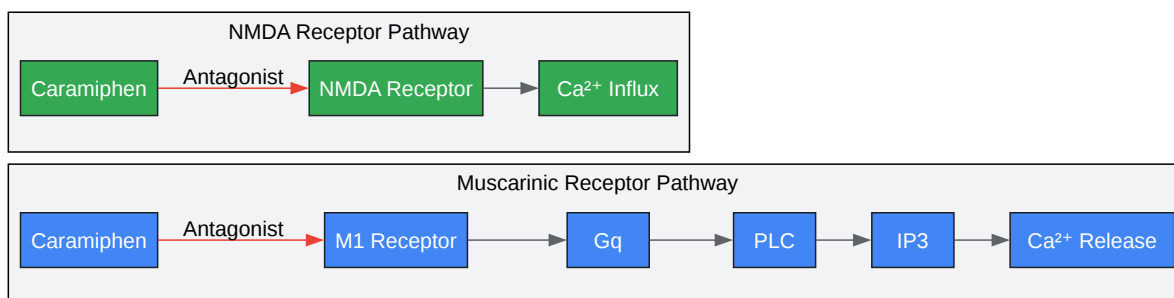 NMDA Receptor Pathway
Caramiphen
Antagonist
NMDA Receptor
Ca²⁺ Influx
Muscarinic Receptor Pathway
Caramiphen
Antagonist
M1 Receptor
Gq
PLC
IP3
Ca²⁺ Release